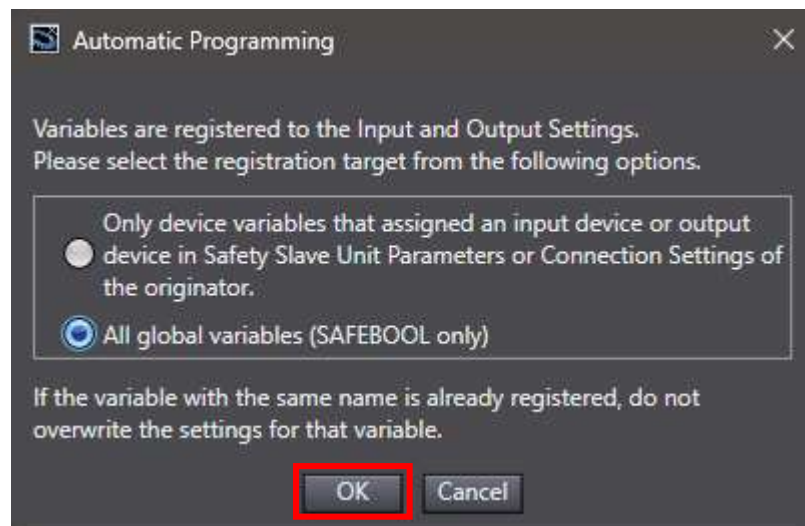 Automatic Programming
Variables are registered to the Input and Output Settings.
Please select the registration target from the following options.
Only device variables that assigned an input device or output
device in Safety Slave Unit Parameters or Connection Settings of
the originator.
All global variables (SAFEBOOL only)
If the variable with the same name is already registered, do not
overwrite the settings for that variable.
OK Cancel